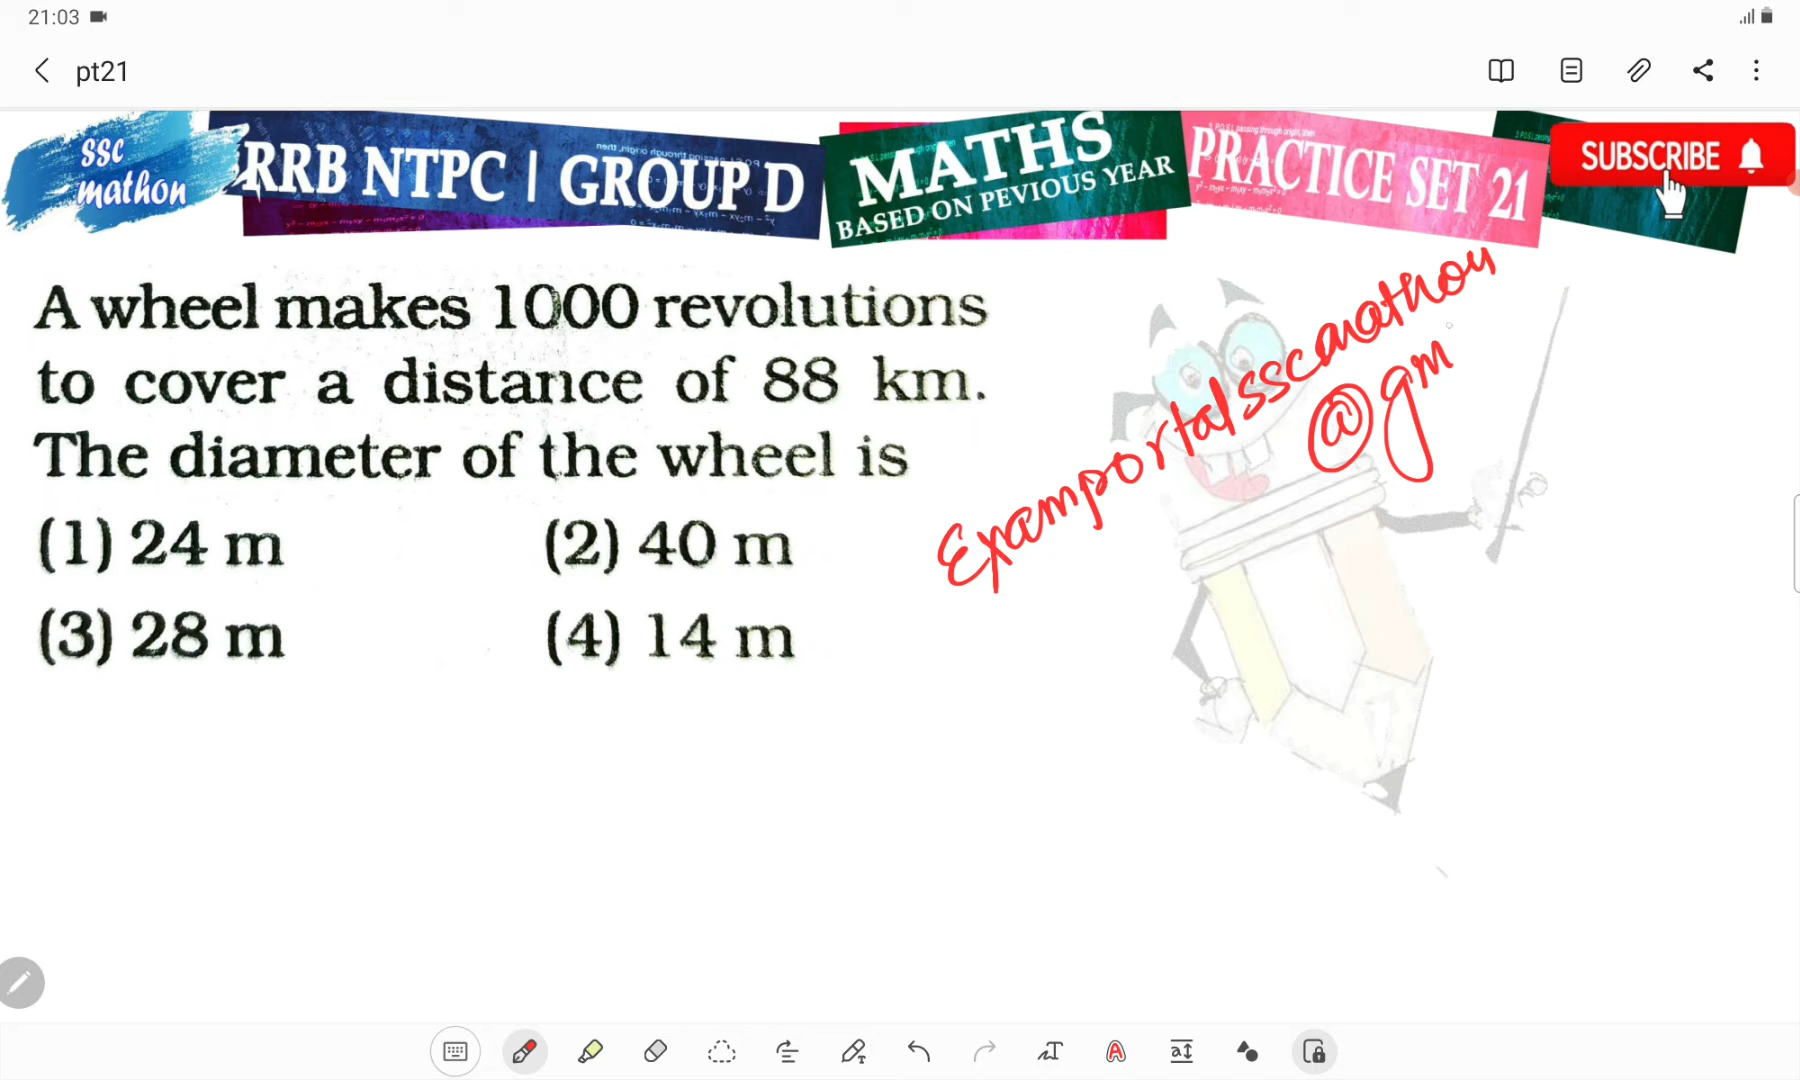 21:03
pt21
SSC
mathon
RRB NTPC | GROUP D
MATHS
BASED ON PEVIOUS YEAR
PRACTICE SET 21
SUBSCRIBE
A wheel makes 1000 revolutions
to cover a distance of 88 km.
The diameter of the wheel is
(1) 24 m (2) 40 m
(3) 28 m (4) 14 m
Examportalsscmathon
@gm